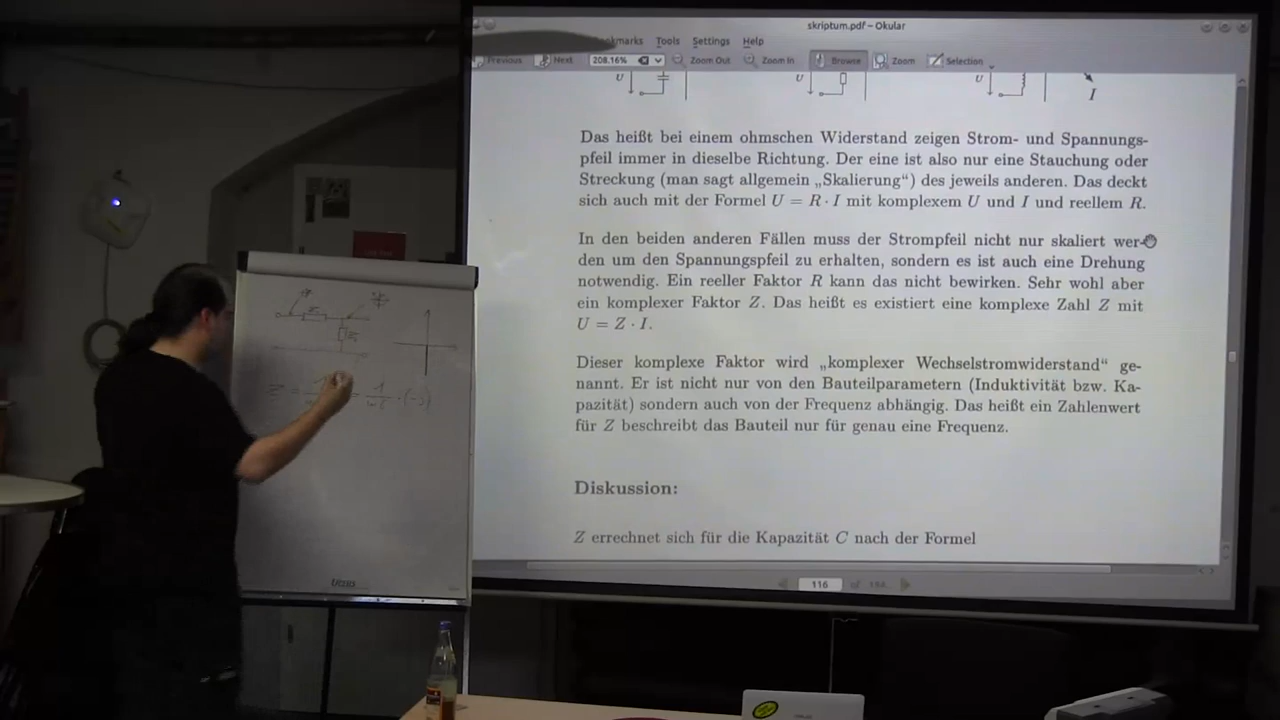 skriptum.pdf – Okular
Tools Settings Help
Previous Next 208.16% Zoom Out Zoom In Browse Zoom Selection
U U U I
Das heißt bei einem ohmschen Widerstand zeigen Strom- und Spannungs-
pfeil immer in dieselbe Richtung. Der eine ist also nur eine Stauchung oder
Streckung (man sagt allgemein „Skalierung“) des jeweils anderen. Das deckt
sich auch mit der Formel U = R · I mit komplexem U und I und reellem R.
In den beiden anderen Fällen muss der Strompfeil nicht nur skaliert wer-
den um den Spannungspfeil zu erhalten, sondern es ist auch eine Drehung
notwendig. Ein reeller Faktor R kann das nicht bewirken. Sehr wohl aber
ein komplexer Faktor Z. Das heißt es existiert eine komplexe Zahl Z mit
U = Z · I.
Dieser komplexe Faktor wird „komplexer Wechselstromwiderstand“ ge-
nannt. Er ist nicht nur von den Bauteilparametern (Induktivität bzw. Ka-
pazität) sondern auch von der Frequenz abhängig. Das heißt ein Zahlenwert
für Z beschreibt das Bauteil nur für genau eine Frequenz.
Diskussion:
Z errechnet sich für die Kapazität C nach der Formel
116 of